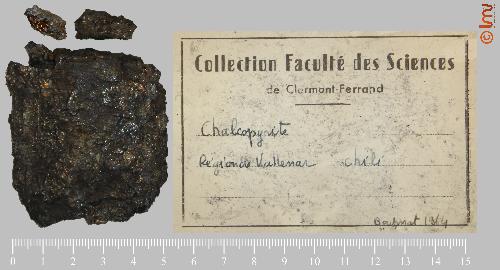 Collection Faculté des Sciences
de Clermont-Ferrand
Chalcopyrite
Région de Vallenar Chili
0 1 2 3 4 5 6 7 8 9 10 11 12 13 14 15
© lmv